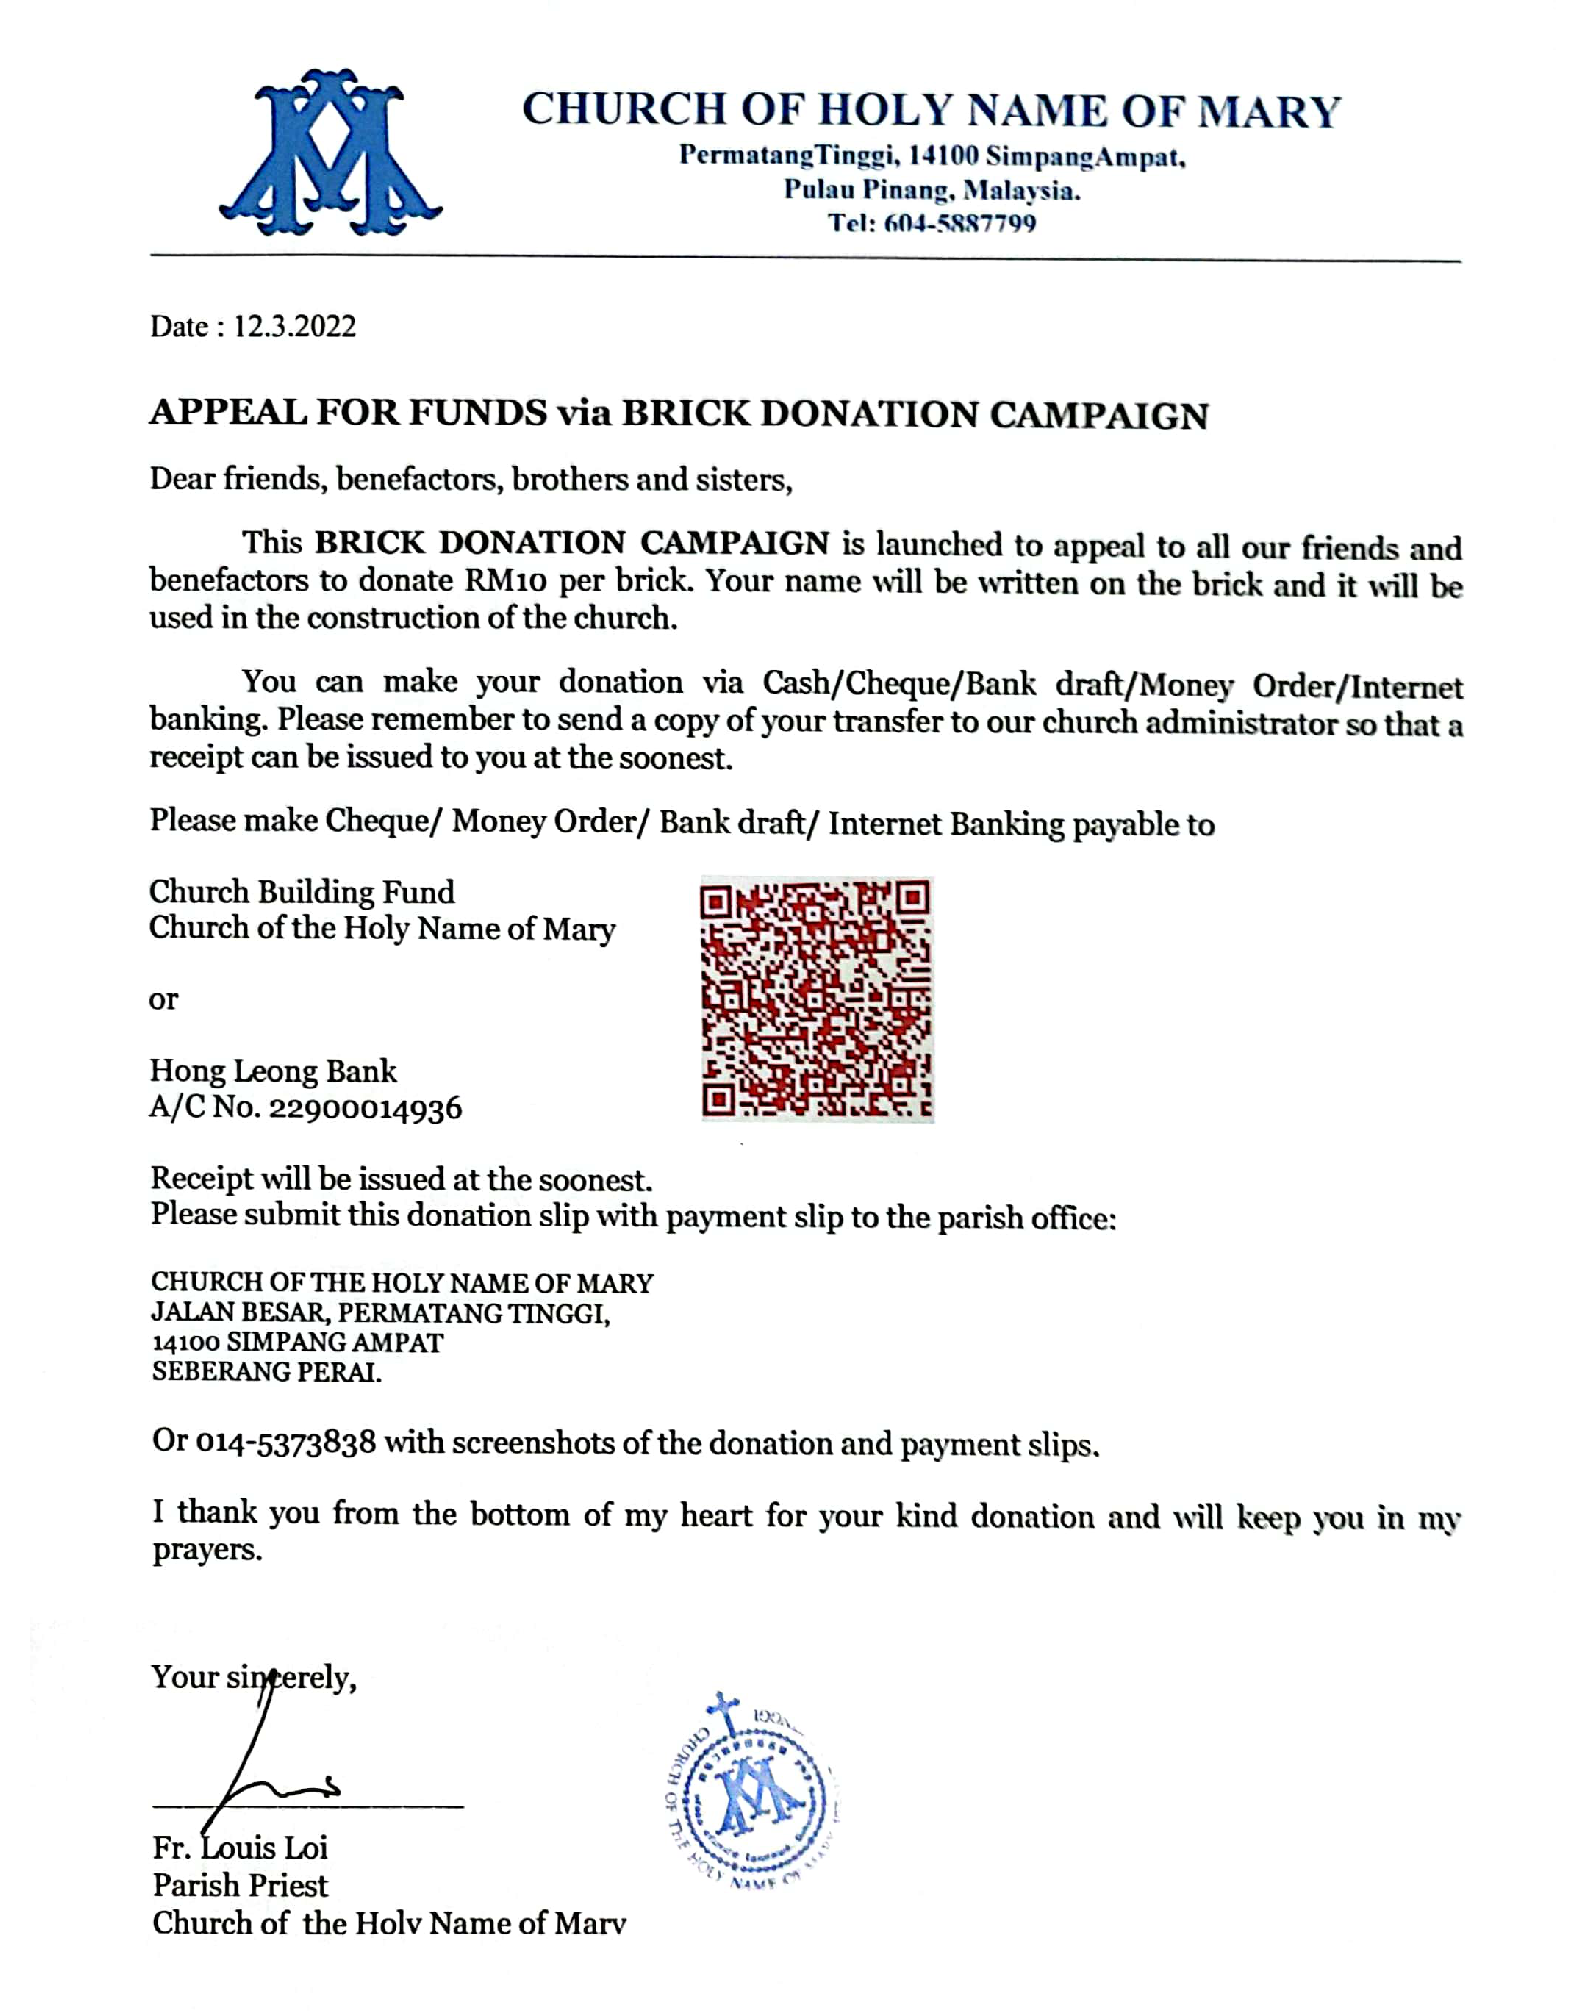 CHURCH OF HOLY NAME OF MARY
PermatangTinggi, 14100 SimpangAmpat,
Pulau Pinang, Malaysia.
Tel: 604-5887799
Date : 12.3.2022
APPEAL FOR FUNDS via BRICK DONATION CAMPAIGN
Dear friends, benefactors, brothers and sisters,
This BRICK DONATION CAMPAIGN is launched to appeal to all our friends and
benefactors to donate RM10 per brick. Your name will be written on the brick and it will be
used in the construction of the church.
You can make your donation via Cash/Cheque/Bank draft/Money Order/Internet
banking. Please remember to send a copy of your transfer to our church administrator so that a
receipt can be issued to you at the soonest.
Please make Cheque/ Money Order/ Bank draft/ Internet Banking payable to
Church Building Fund
Church of the Holy Name of Mary
or
Hong Leong Bank
A/C No. 22900014936
Receipt will be issued at the soonest.
Please submit this donation slip with payment slip to the parish office:
CHURCH OF THE HOLY NAME OF MARY
JALAN BESAR, PERMATANG TINGGI,
14100 SIMPANG AMPAT
SEBERANG PERAI.
Or 014-5373838 with screenshots of the donation and payment slips.
I thank you from the bottom of my heart for your kind donation and will keep you in my
prayers.
Your sincerely,
Fr. Louis Loi
Parish Priest
Church of the Holy Name of Mary
CHURCH OF THE HOLY NAME OF MARY